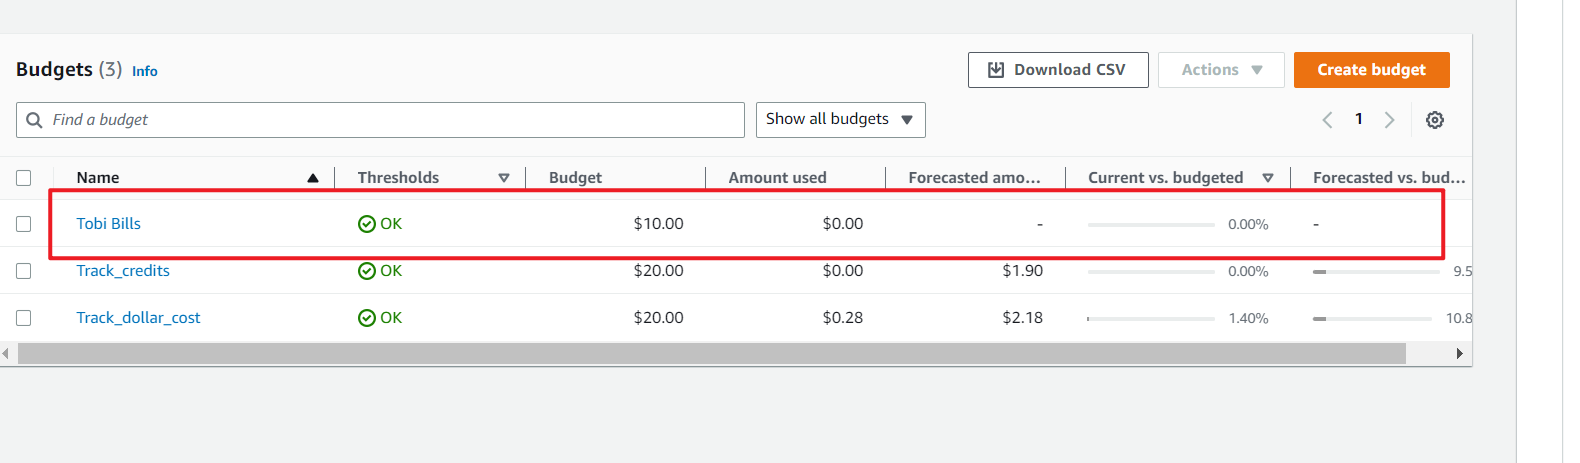 Budgets (3) Info
Download CSV
Actions
Create budget
Find a budget
Show all budgets
1
Name Thresholds Budget Amount used Forecasted amo... Current vs. budgeted Forecasted vs. bud...
Tobi Bills OK $10.00 $0.00 - 0.00% -
Track_credits OK $20.00 $0.00 $1.90 0.00% 9.5
Track_dollar_cost OK $20.00 $0.28 $2.18 1.40% 10.8